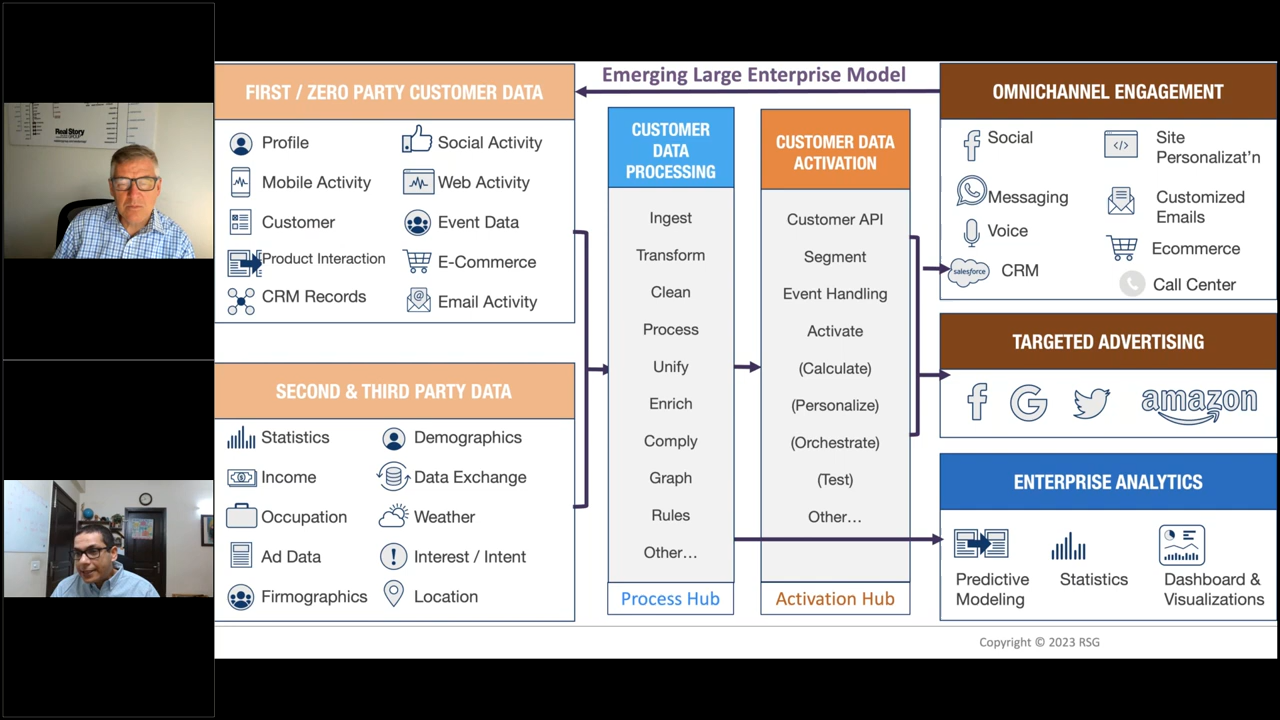 Real Story
Emerging Large Enterprise Model
FIRST / ZERO PARTY CUSTOMER DATA
Profile
Social Activity
Mobile Activity
Web Activity
Customer
Event Data
Product Interaction
E-Commerce
CRM Records
Email Activity
SECOND & THIRD PARTY DATA
Statistics
Demographics
Income
Data Exchange
Occupation
Weather
Ad Data
Interest / Intent
Firmographics
Location
CUSTOMER
DATA
PROCESSING
Ingest
Transform
Clean
Process
Unify
Enrich
Comply
Graph
Rules
Other...
Process Hub
CUSTOMER DATA
ACTIVATION
Customer API
Segment
Event Handling
Activate
(Calculate)
(Personalize)
(Orchestrate)
(Test)
Other...
Activation Hub
OMNICHANNEL ENGAGEMENT
Social
Site
Personalizat'n
Messaging
Customized
Emails
Voice
Ecommerce
salesforce
CRM
Call Center
TARGETED ADVERTISING
amazon
ENTERPRISE ANALYTICS
Predictive
Modeling
Statistics
Dashboard &
Visualizations
Copyright © 2023 RSG